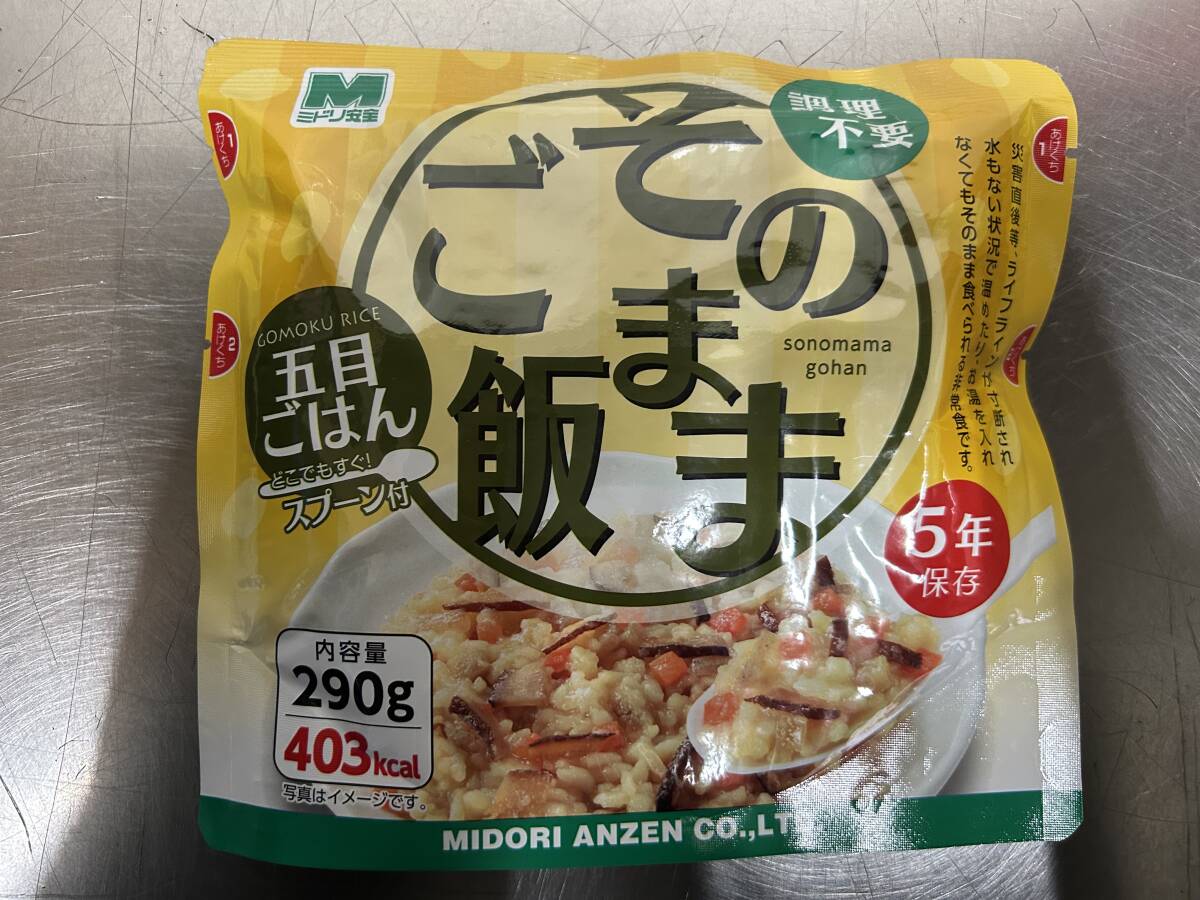 M
ミドリ安全
調理
不要
そのまま
ご飯
sonomama
gohan
災害直後等、ライフラインが寸断され
水もない状況で温めたり、お湯を入れ
なくてもそのまま食べられる非常食です。
あけくち1
あけくち1
あけくち2
GOMOKU RICE
五目
ごはん
どこでもすぐ!
スプーン付
5年
保存
内容量
290g
403kcal
写真はイメージです。
MIDORI ANZEN CO.,LT